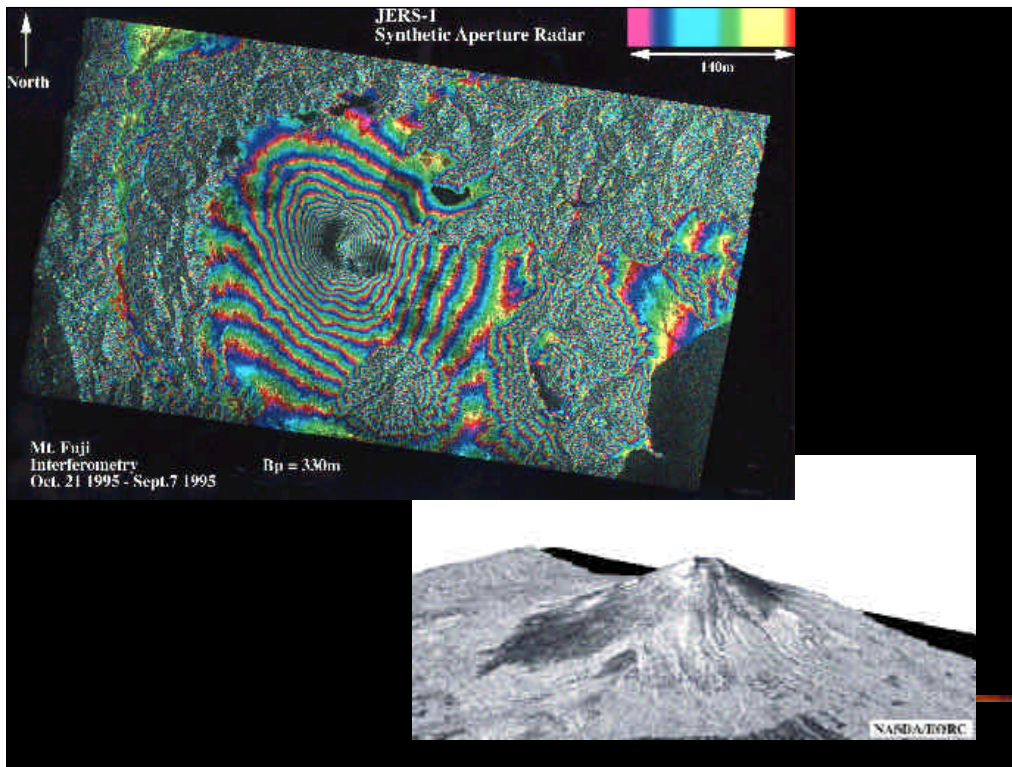 JERS-1
Synthetic Aperture Radar
North
140m
Mt. Fuji
Interferometry
Oct. 21 1995 - Sept.7 1995
Bp = 330m
NASDA/EORC